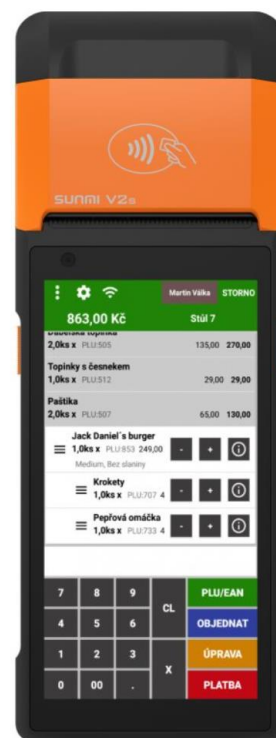 SUNMI V2s
Martin Válka STORNO
863,00 Kč Stůl 7
Ďábelská topinka
2,0ks x PLU:505 135,00 270,00
Topinky s česnekem
1,0ks x PLU:512 29,00 29,00
Paštika
2,0ks x PLU:507 65,00 130,00
Jack Daniel´s burger
1,0ks x PLU:853 249,00 - +
Medium, Bez slaniny
Krokety
1,0ks x PLU:707 4 - +
Pepřová omáčka
1,0ks x PLU:733 4 - +
7 8 9 CL PLU/EAN
4 5 6 OBJEDNAT
1 2 3 X ÚPRAVA
0 00 . PLATBA